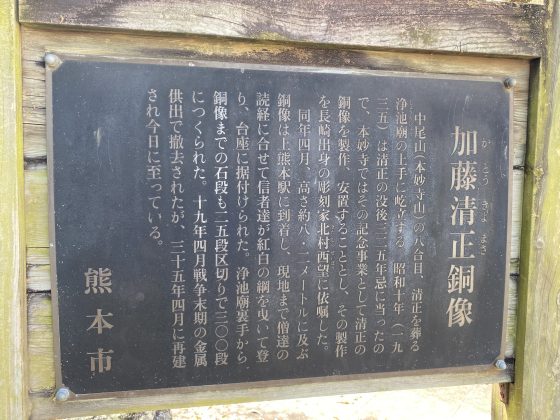 加藤清正銅像
か とう きよ まさ
中尾山(本妙寺山)の八合目、清正を葬る
浄池廟の上手に屹立する。昭和十年(一九
三五)は清正の没後三二五年忌に当ったの
で、本妙寺ではその記念事業として清正の
銅像を製作、安置することとし、その製作
を長崎出身の彫刻家北村西望に依嘱した。
同年四月、高さ約八・二メートルに及ぶ
銅像は上熊本駅に到着し、現地まで僧達の
読経に合せて信者達が紅白の綱を曳いて登
り、台座に据付けられた。浄池廟裏手から
銅像までの石段も二五段区切りで三〇〇段
につくられた。十九年四月戦争末期の金属
供出で撤去されたが、三十五年四月に再建
され今日に至っている。
熊本市